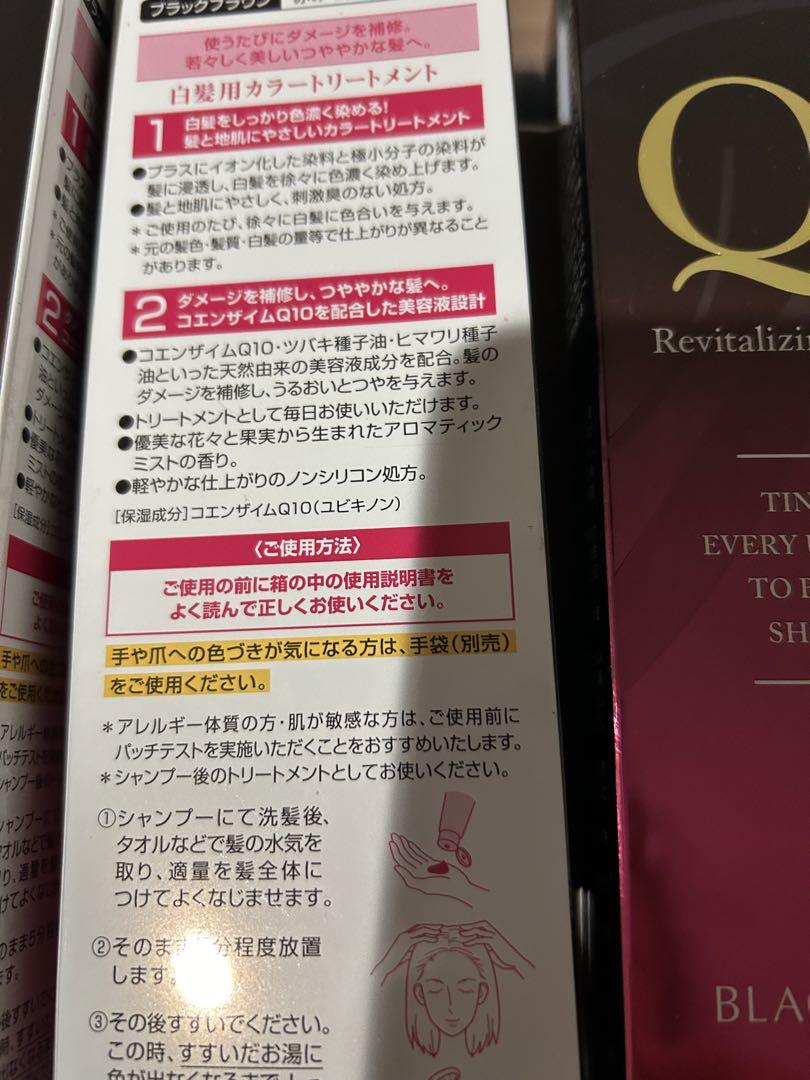 ブラックブラウン
使うたびにダメージを補修。
若々しく美しいつややかな髪へ。
白髪用カラートリートメント
1 白髪をしっかり色濃く染める!
髪と地肌にやさしいカラートリートメント
●プラスにイオン化した染料と極小分子の染料が
髪に浸透し、白髪を徐々に色濃く染め上げます。
●髪と地肌にやさしく、刺激臭のない処方。
*ご使用のたび、徐々に白髪に色合いを与えます。
*元の髪色・髪質・白髪の量等で仕上がりが異なること
があります。
2 ダメージを補修し、つややかな髪へ。
コエンザイムQ10を配合した美容液設計
●コエンザイムQ10・ツバキ種子油・ヒマワリ種子
油といった天然由来の美容液成分を配合。髪の
ダメージを補修し、うるおいとつやを与えます。
●トリートメントとして毎日お使いいただけます。
●優美な花々と果実から生まれたアロマティック
ミストの香り。
●軽やかな仕上がりのノンシリコン処方。
[保湿成分]コエンザイムQ10(ユビキノン)
〈ご使用方法〉
ご使用の前に箱の中の使用説明書を
よく読んで正しくお使いください。
手や爪への色づきが気になる方は、手袋(別売)
をご使用ください。
*アレルギー体質の方・肌が敏感な方は、ご使用前に
パッチテストを実施いただくことをおすすめいたします。
*シャンプー後のトリートメントとしてお使いください。
①シャンプーにて洗髪後、
タオルなどで髪の水気を
取り、適量を髪全体に
つけてよくなじませます。
②そのまま 分程度放置
します。
③その後すすいでください。
この時、すすいだお湯に
色が出なくなるまで
Q
Revitalizin
TIN
EVERY
TO
SH
BLA